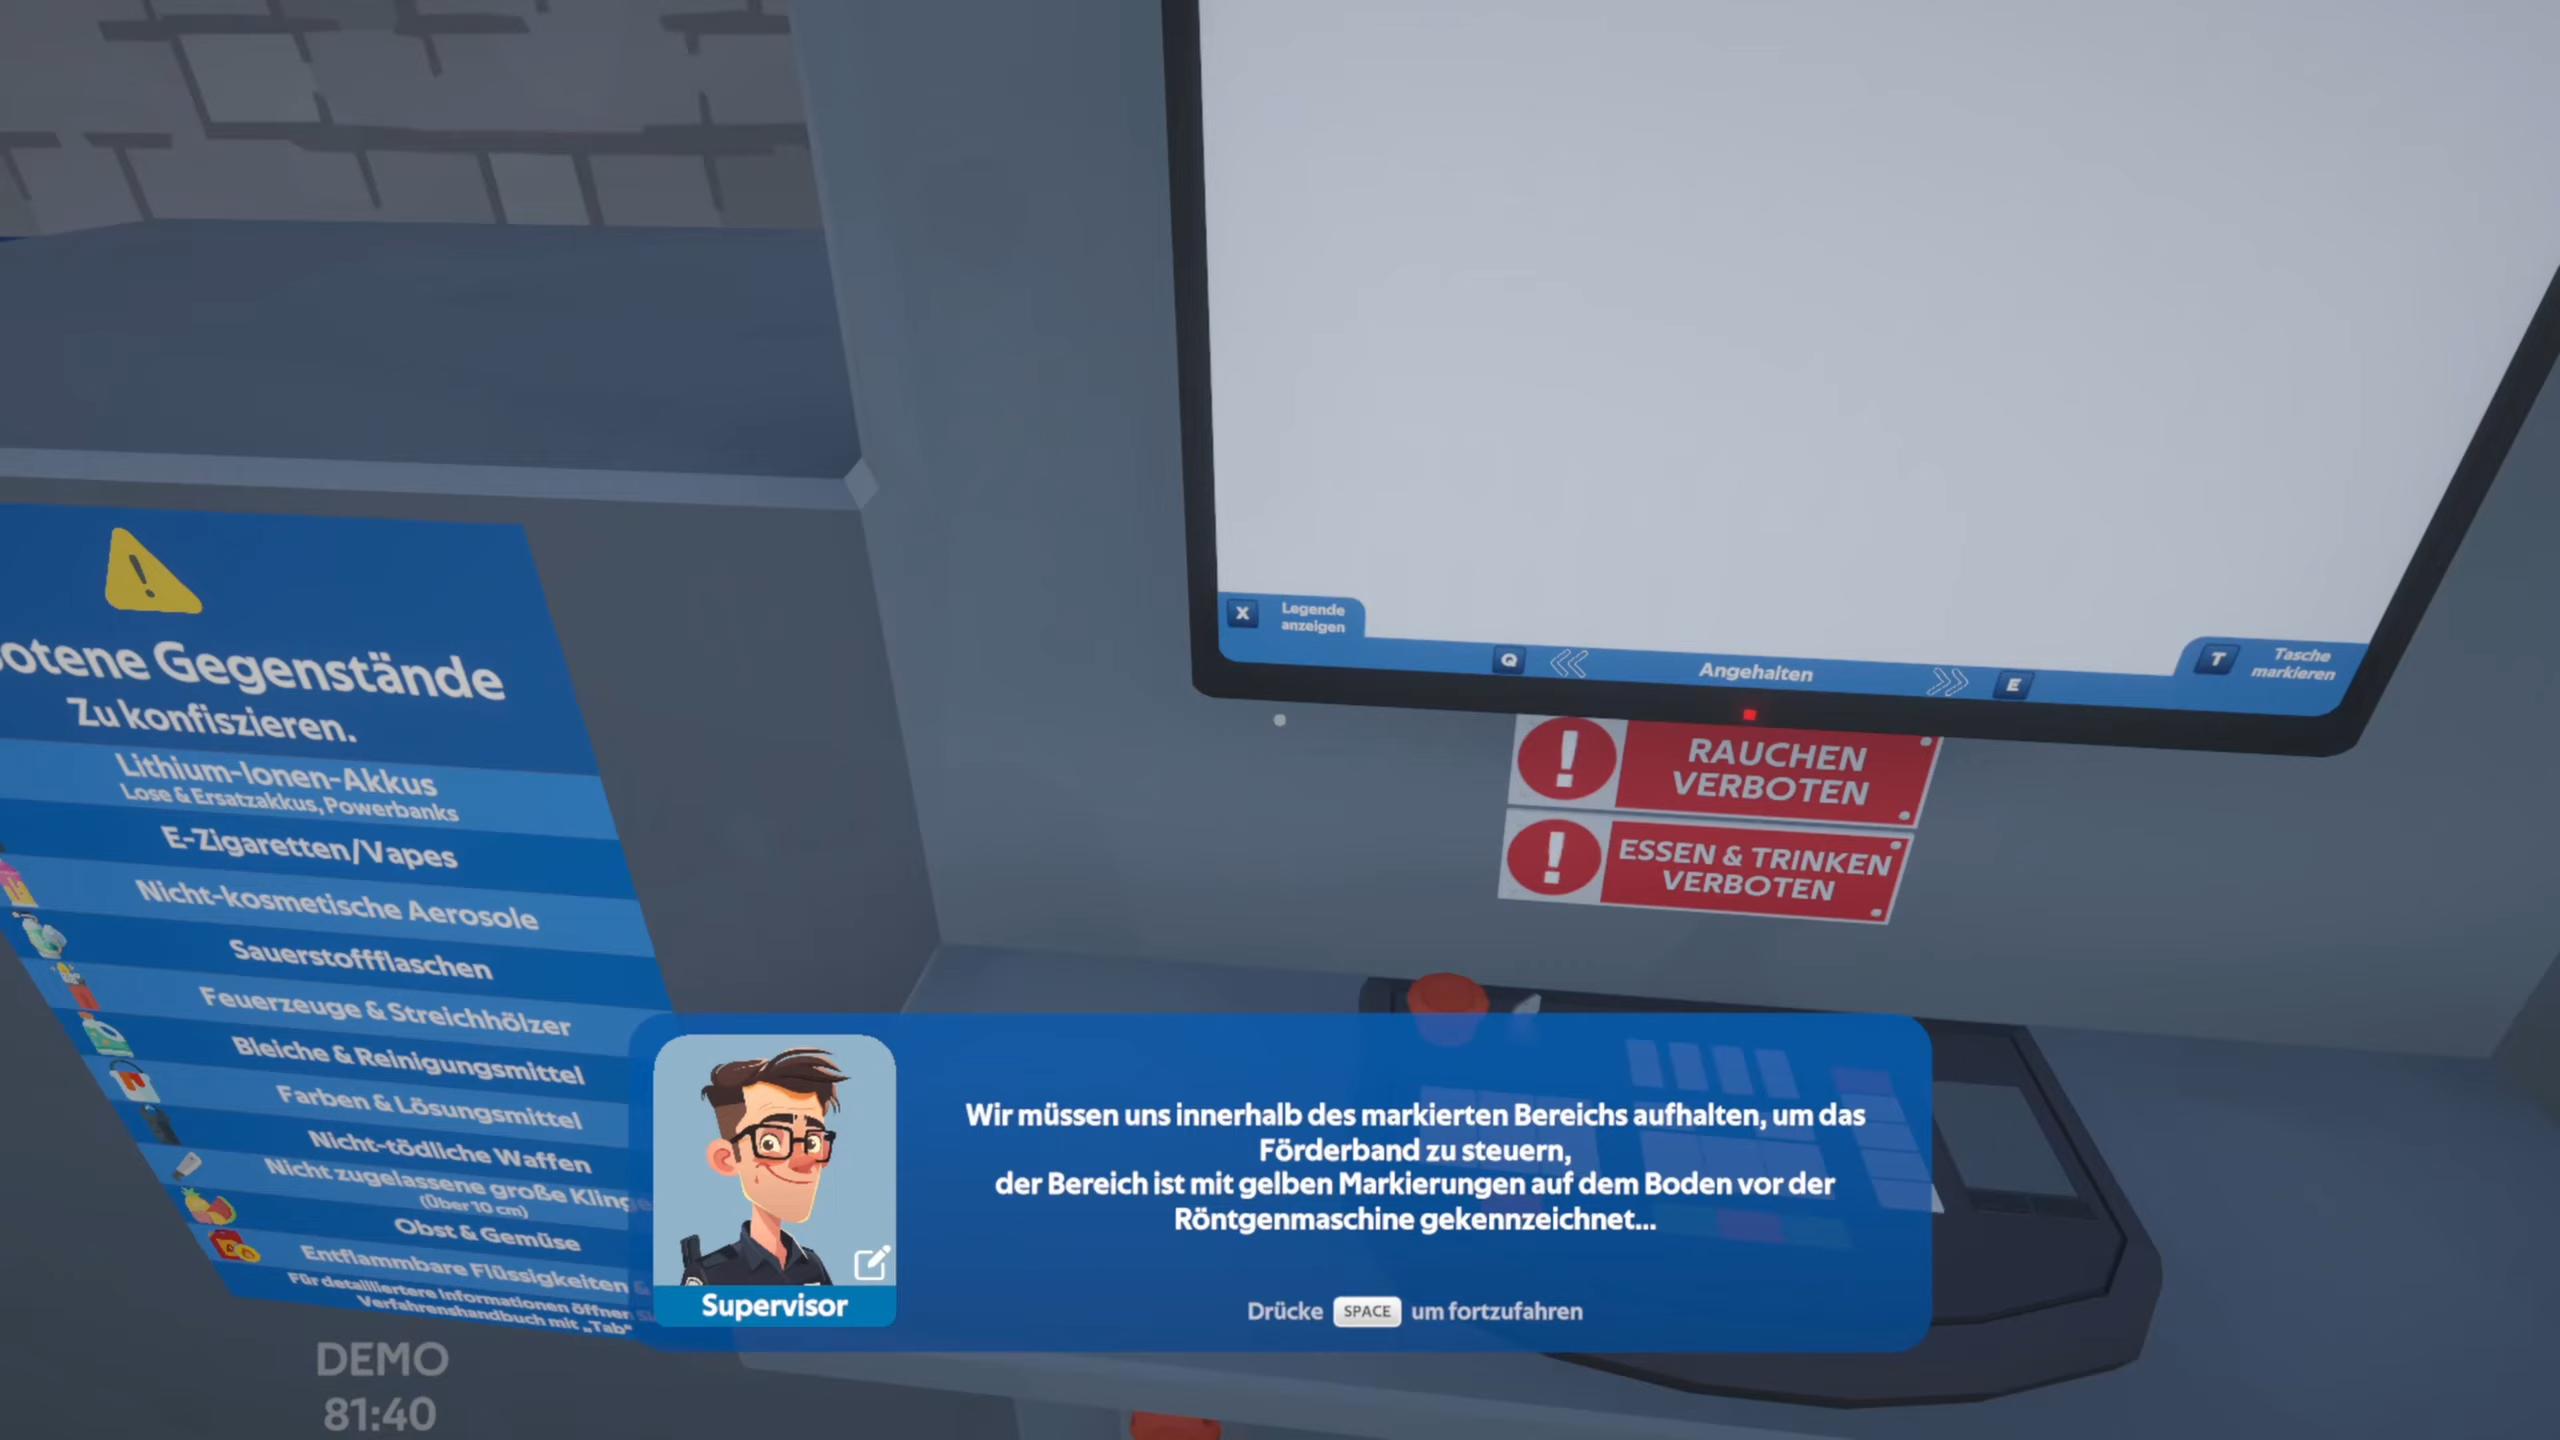 otene Gegenstände
Zu konfiszieren.
Lithium-Ionen-Akkus
Lose & Ersatzakkus, Powerbanks
E-Zigaretten/Vapes
Nicht-kosmetische Aerosole
Sauerstoffflaschen
Feuerzeuge & Streichhölzer
Bleiche & Reinigungsmittel
Farben & Lösungsmittel
Nicht-tödliche Waffen
Nicht zugelassene große Klinge
(Über 10 cm)
Obst & Gemüse
Entflammbare Flüssigkeiten &
Für detailliertere Informationen öffnen
Verfahrenshandbuch mit „Tab"
DEMO
81:40
X Legende
anzeigen
Q Angehalten E
T Tasche
markieren
RAUCHEN
VERBOTEN
ESSEN & TRINKEN
VERBOTEN
Wir müssen uns innerhalb des markierten Bereichs aufhalten, um das
Förderband zu steuern,
der Bereich ist mit gelben Markierungen auf dem Boden vor der
Röntgenmaschine gekennzeichnet...
Supervisor
Drücke SPACE um fortzufahren